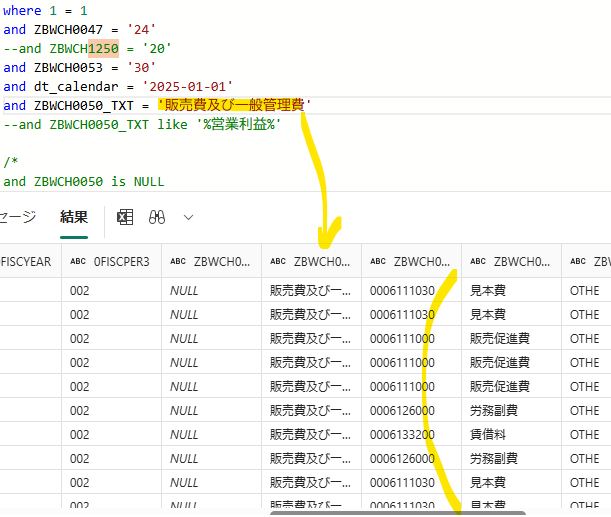 where 1 = 1
and ZBWCH0047 = '24'
--and ZBWCH1250 = '20'
and ZBWCH0053 = '30'
and dt_calendar = '2025-01-01'
and ZBWCH0050_TXT = '販売費及び一般管理費'
--and ZBWCH0050_TXT like '%営業利益%'
/*
and ZBWCH0050 is NULL
セージ 結果
FISCYEAR ABC 0FISCPER3 ABC ZBWCH0... ABC ZBWCH0... ABC ZBWCH0... ABC ZBWCH0... ABC ZBW
002 NULL 販売費及び一... 0006111030 見本費 OTHE
002 NULL 販売費及び一... 0006111030 見本費 OTHE
002 NULL 販売費及び一... 0006111000 販売促進費 OTHE
002 NULL 販売費及び一... 0006111000 販売促進費 OTHE
002 NULL 販売費及び一... 0006111000 販売促進費 OTHE
002 NULL 販売費及び一... 0006126000 労務副費 OTHE
002 NULL 販売費及び一... 0006133200 賃借料 OTHE
002 NULL 販売費及び一... 0006126000 労務副費 OTHE
002 NULL 販売費及び一... 0006111030 見本費 OTHE
002 NULL 販売費及び一... 0006111030 見本費 OTHE